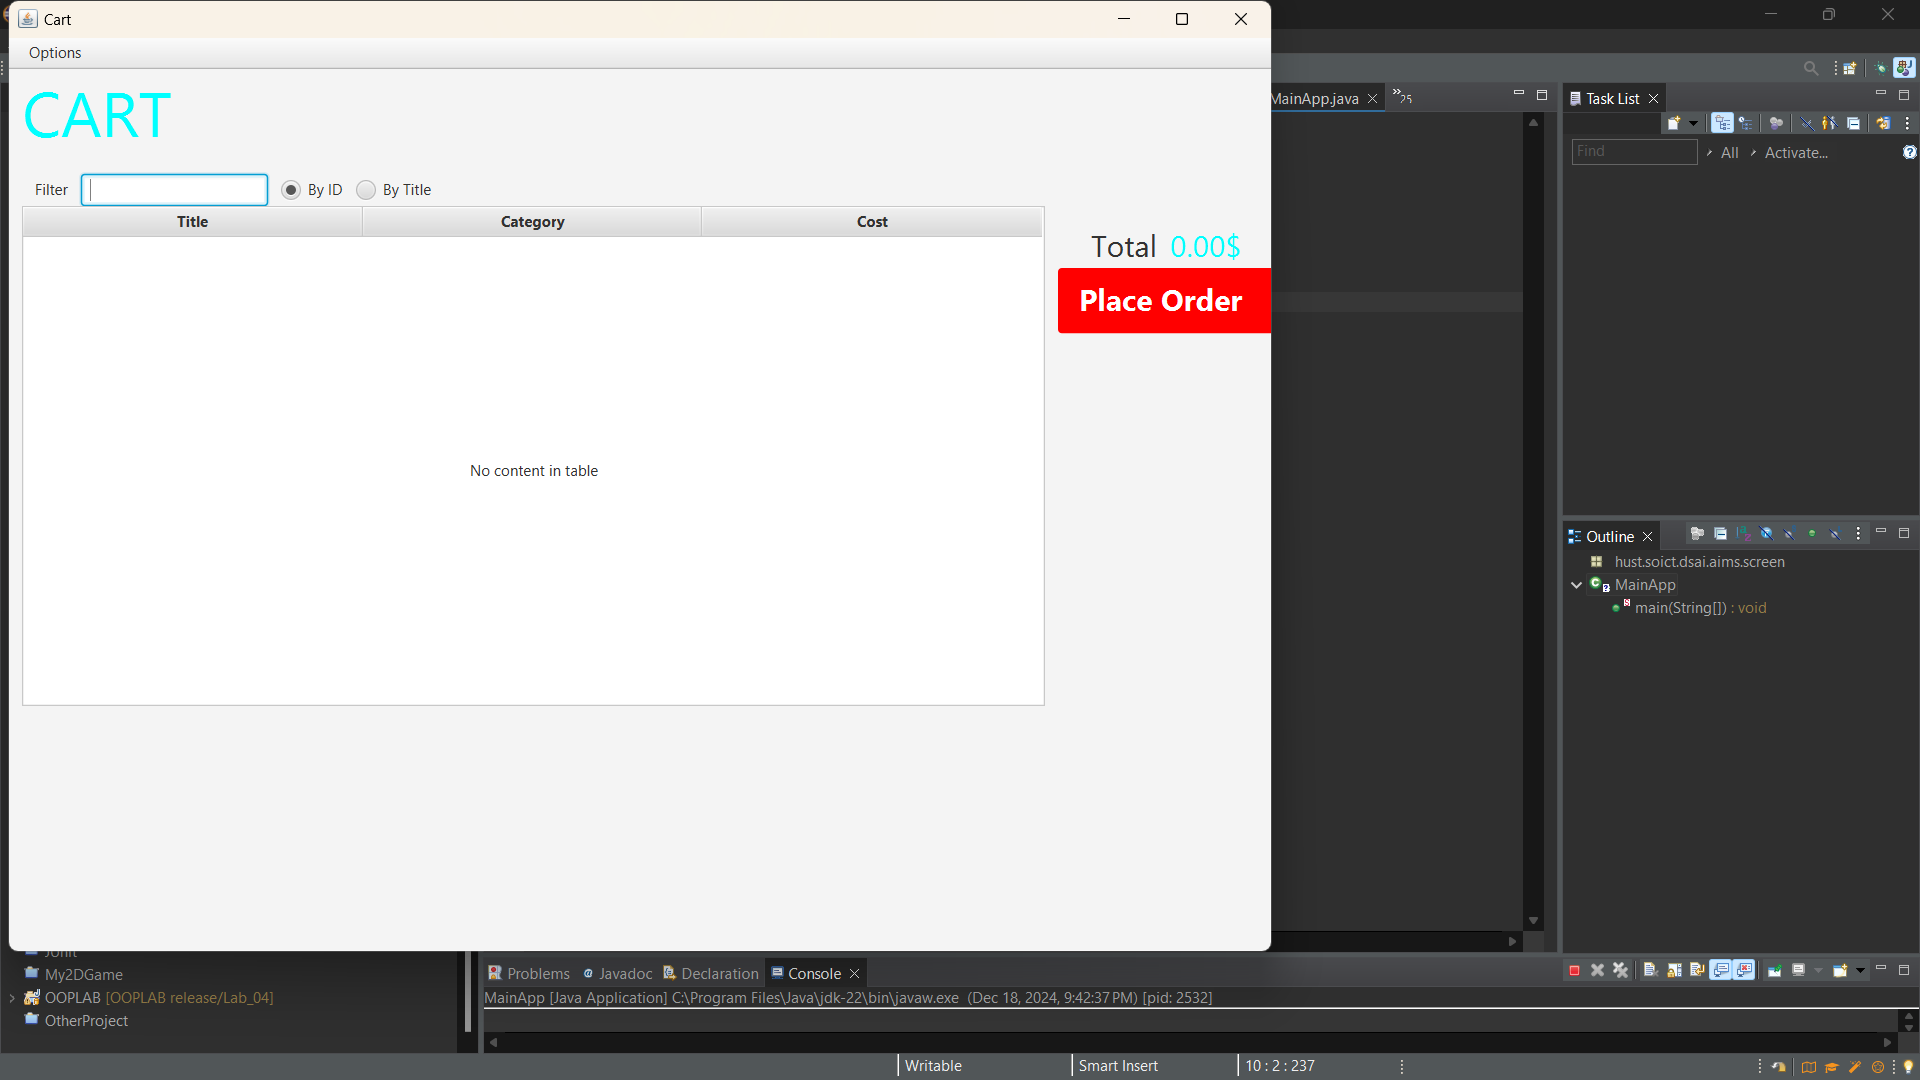 Cart
Options
CART
Filter
By ID
By Title
Title
Category
Cost
Total 0.00$
Place Order
No content in table
MainApp.java
25
Task List
Find
All
Activate...
Outline
hust.soict.dsai.aims.screen
MainApp
main(String[]) : void
My2DGame
OOPLAB [OOPLAB release/Lab_04]
OtherProject
Problems
Javadoc
Declaration
Console
MainApp [Java Application] C:\Program Files\Java\jdk-22\bin\javaw.exe (Dec 18, 2024, 9:42:37 PM) [pid: 2532]
Writable
Smart Insert
10 : 2 : 237